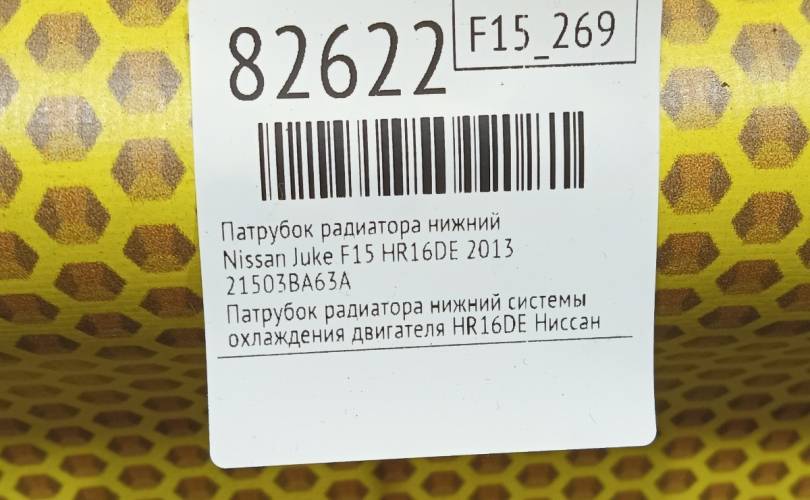 82622
F15_269
Патрубок радиатора нижний
Nissan Juke F15 HR16DE 2013
21503BA63A
Патрубок радиатора нижний системы
охлаждения двигателя HR16DE Ниссан